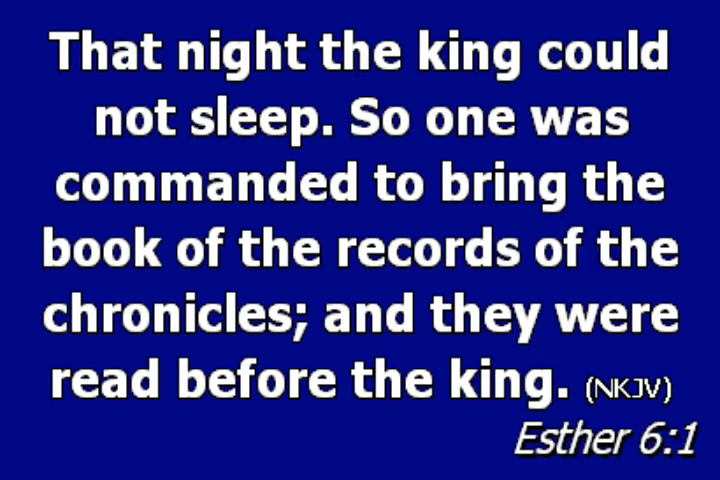 That night the king could
not sleep. So one was
commanded to bring the
book of the records of the
chronicles; and they were
read before the king. (NKJV)
Esther 6:1